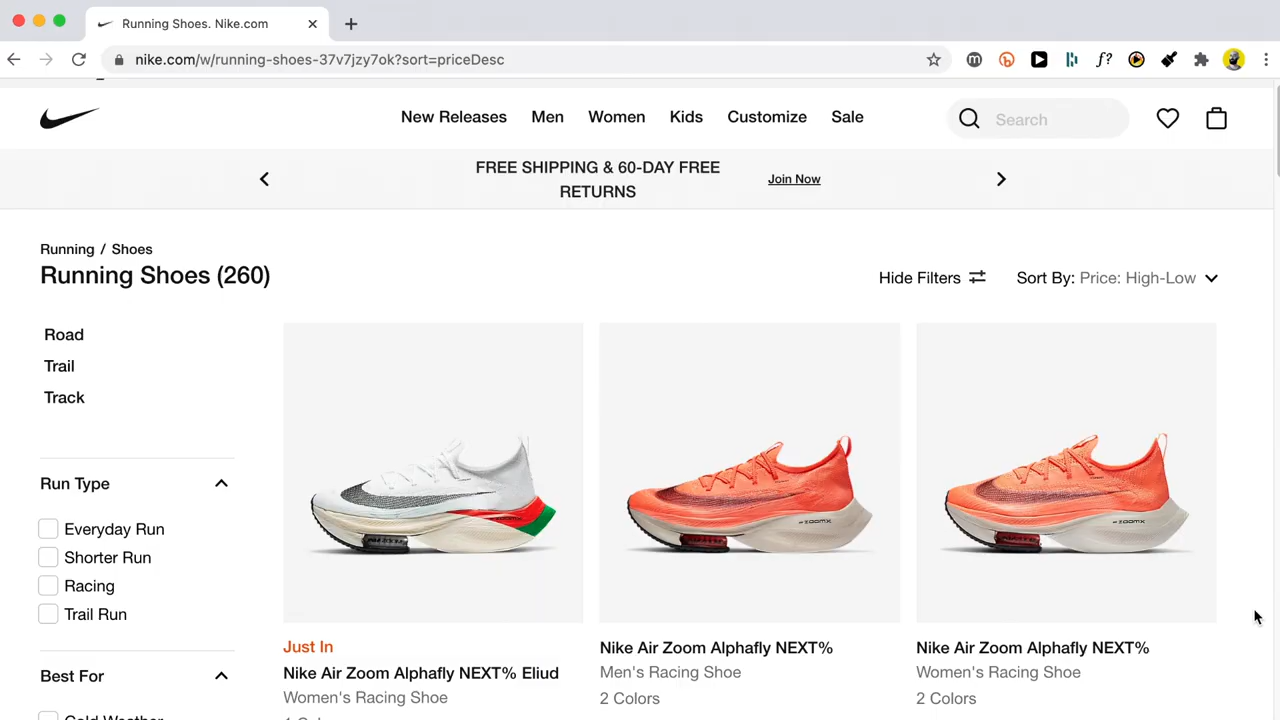 Running Shoes. Nike.com
nike.com/w/running-shoes-37v7jzy7ok?sort=priceDesc
New Releases Men Women Kids Customize Sale
Search
FREE SHIPPING & 60-DAY FREE
RETURNS
Join Now
Running / Shoes
Running Shoes (260)
Hide Filters
Sort By: Price: High-Low
Road
Trail
Track
Run Type
Everyday Run
Shorter Run
Racing
Trail Run
Best For
Cold Weather
ZOOMX
ZOOMX
Just In
Nike Air Zoom Alphafly NEXT% Eliud
Women's Racing Shoe
Nike Air Zoom Alphafly NEXT%
Men's Racing Shoe
2 Colors
Nike Air Zoom Alphafly NEXT%
Women's Racing Shoe
2 Colors